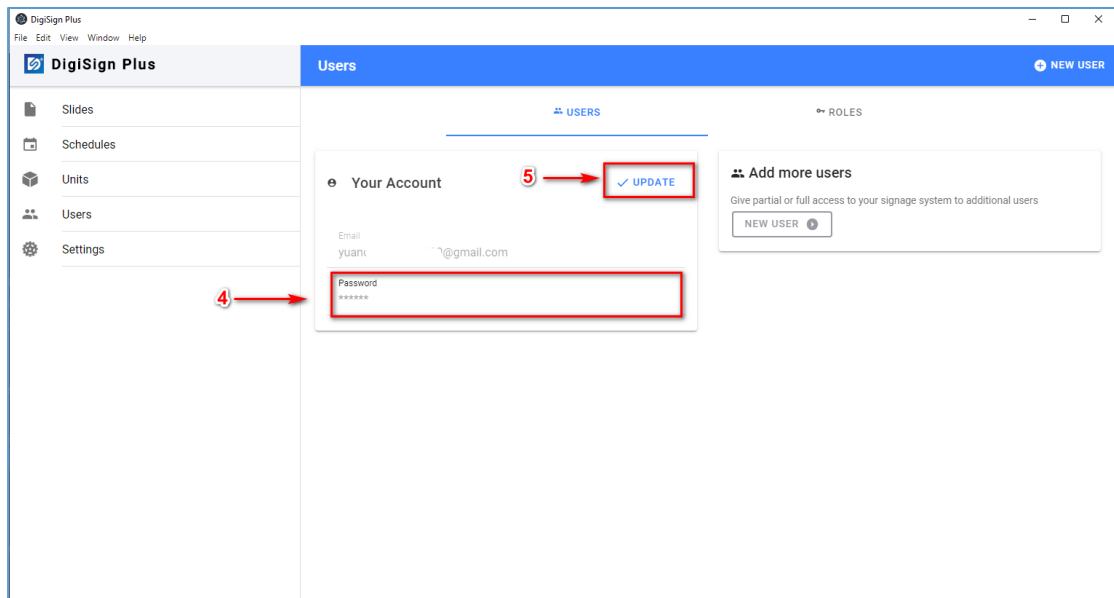 DigiSign Plus
File Edit View Window Help
DigiSign Plus
Users
NEW USER
Slides
Schedules
Units
Users
Settings
USERS
ROLES
Your Account
5
UPDATE
Email
@gmail.com
4
Password
******
Add more users
Give partial or full access to your signage system to additional users
NEW USER